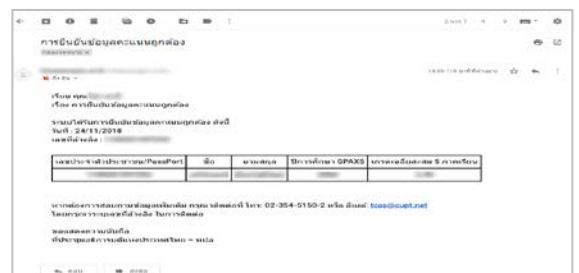 การยืนยันข้อมูลคะแนนถูกต้อง
เรียน คุณ
เรื่อง การยืนยันข้อมูลคะแนนถูกต้อง
ระบบได้รับการยืนยันข้อมูลคะแนนถูกต้อง ดังนี้
วันที่ : 24/11/2018
เลขที่อ้างอิง :
เลขประจำตัวประชาชน/PassPort ชื่อ นามสกุล ปีการศึกษา GPAX5 เกรดเฉลี่ยสะสม 5 ภาคเรียน
หากต้องการสอบถามข้อมูลเพิ่มเติม กรุณาติดต่อที่ โทร: 02-354-5150-2 หรือ อีเมล์: tcas@cupt.net
โดยกรุณาระบุเลขที่อ้างอิง ในการติดต่อ
ขอแสดงความนับถือ
ที่ประชุมอธิการบดีแห่งประเทศไทย - ทปอ